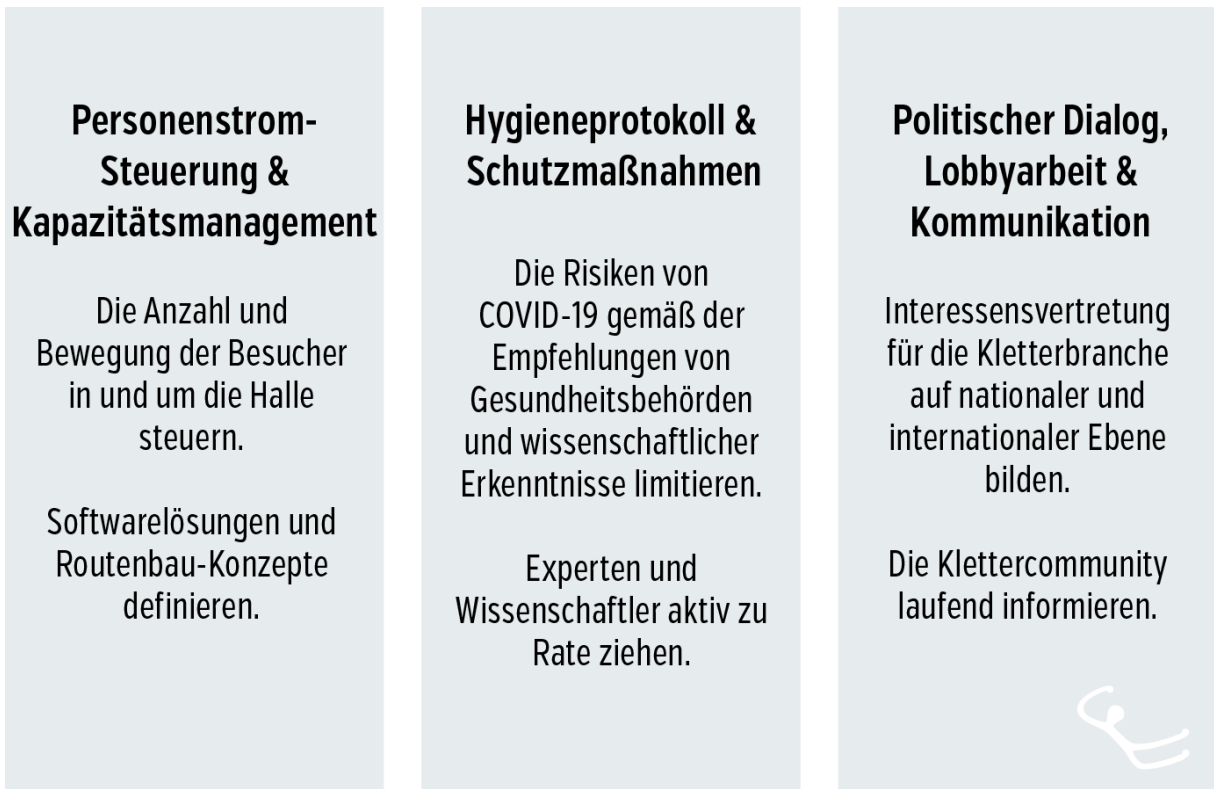 Personenstrom-
Steuerung &
Kapazitätsmanagement
Die Anzahl und
Bewegung der Besucher
in und um die Halle
steuern.
Softwarelösungen und
Routenbau-Konzepte
definieren.
Hygieneprotokoll &
Schutzmaßnahmen
Die Risiken von
COVID-19 gemäß der
Empfehlungen von
Gesundheitsbehörden
und wissenschaftlicher
Erkenntnisse limitieren.
Experten und
Wissenschaftler aktiv zu
Rate ziehen.
Politischer Dialog,
Lobbyarbeit &
Kommunikation
Interessensvertretung
für die Kletterbranche
auf nationaler und
internationaler Ebene
bilden.
Die Klettercommunity
laufend informieren.